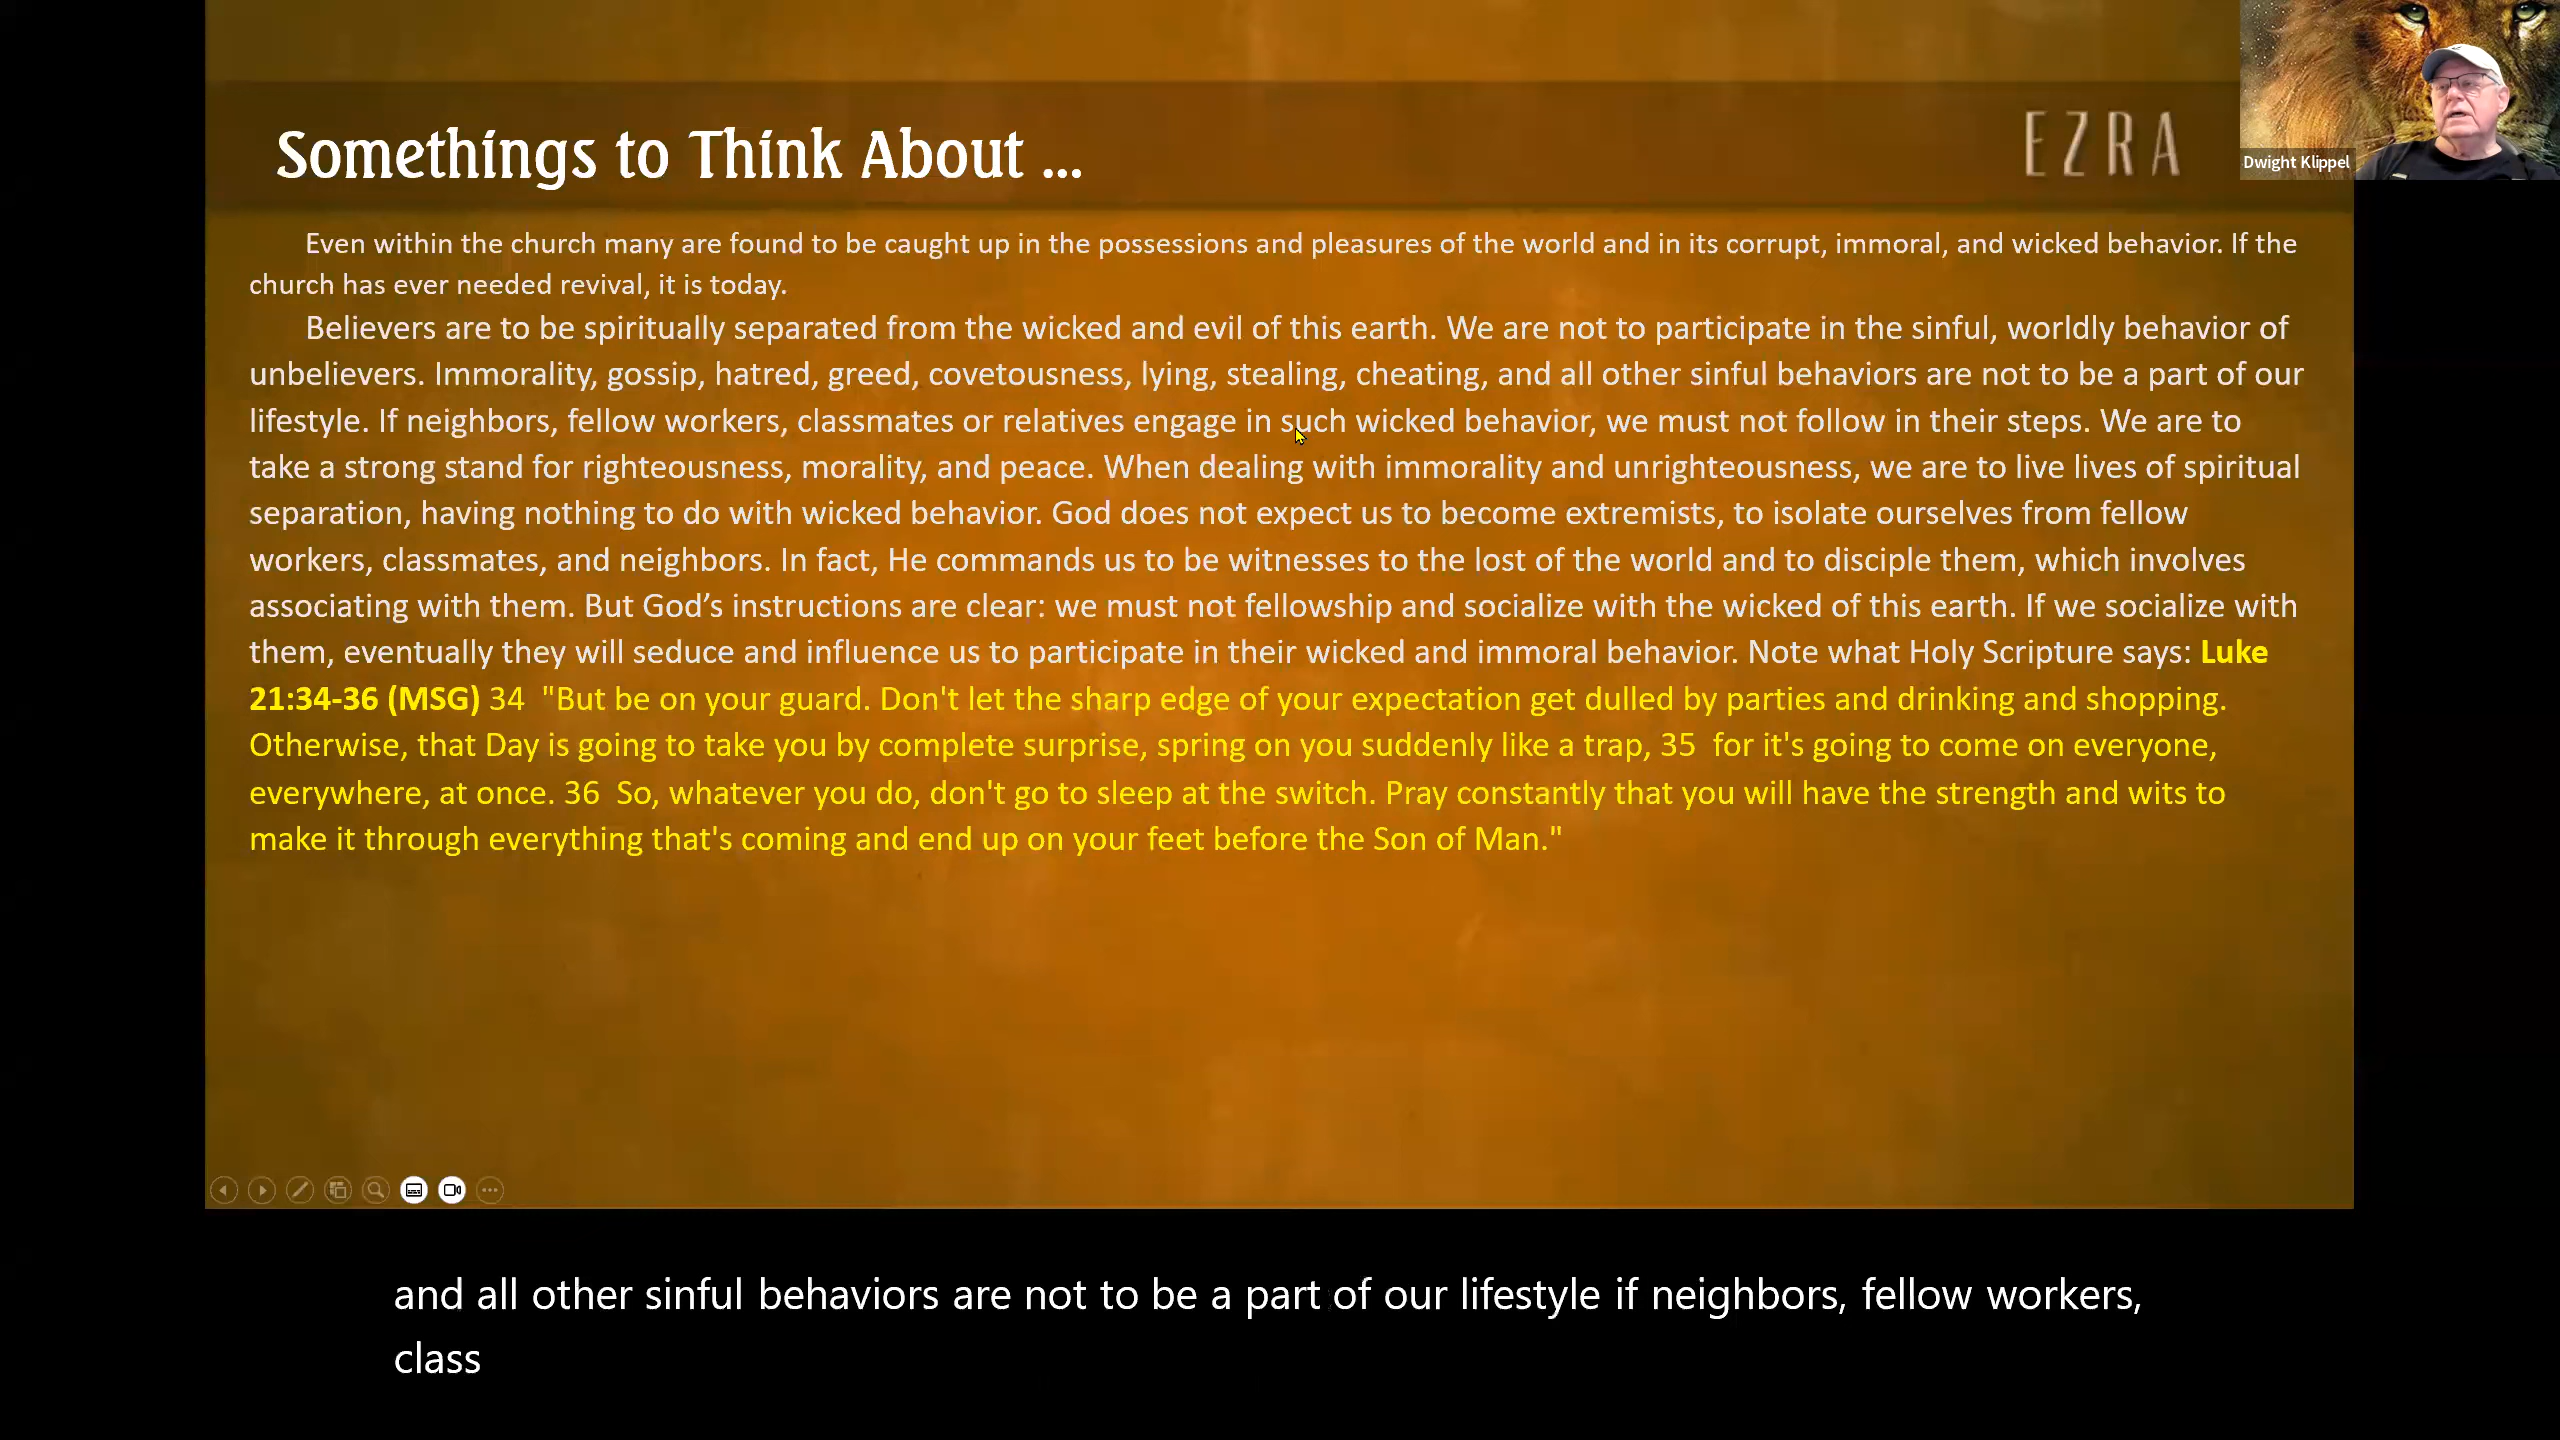 Somethings to Think About ...
EZRA
Dwight Klippel
Even within the church many are found to be caught up in the possessions and pleasures of the world and in its corrupt, immoral, and wicked behavior. If the
church has ever needed revival, it is today.
Believers are to be spiritually separated from the wicked and evil of this earth. We are not to participate in the sinful, worldly behavior of
unbelievers. Immorality, gossip, hatred, greed, covetousness, lying, stealing, cheating, and all other sinful behaviors are not to be a part of our
lifestyle. If neighbors, fellow workers, classmates or relatives engage in such wicked behavior, we must not follow in their steps. We are to
take a strong stand for righteousness, morality, and peace. When dealing with immorality and unrighteousness, we are to live lives of spiritual
separation, having nothing to do with wicked behavior. God does not expect us to become extremists, to isolate ourselves from fellow
workers, classmates, and neighbors. In fact, He commands us to be witnesses to the lost of the world and to disciple them, which involves
associating with them. But God’s instructions are clear: we must not fellowship and socialize with the wicked of this earth. If we socialize with
them, eventually they will seduce and influence us to participate in their wicked and immoral behavior. Note what Holy Scripture says: Luke
21:34-36 (MSG) 34  "But be on your guard. Don't let the sharp edge of your expectation get dulled by parties and drinking and shopping.
Otherwise, that Day is going to take you by complete surprise, spring on you suddenly like a trap, 35  for it's going to come on everyone,
everywhere, at once. 36  So, whatever you do, don't go to sleep at the switch. Pray constantly that you will have the strength and wits to
make it through everything that's coming and end up on your feet before the Son of Man."
and all other sinful behaviors are not to be a part of our lifestyle if neighbors, fellow workers,
class